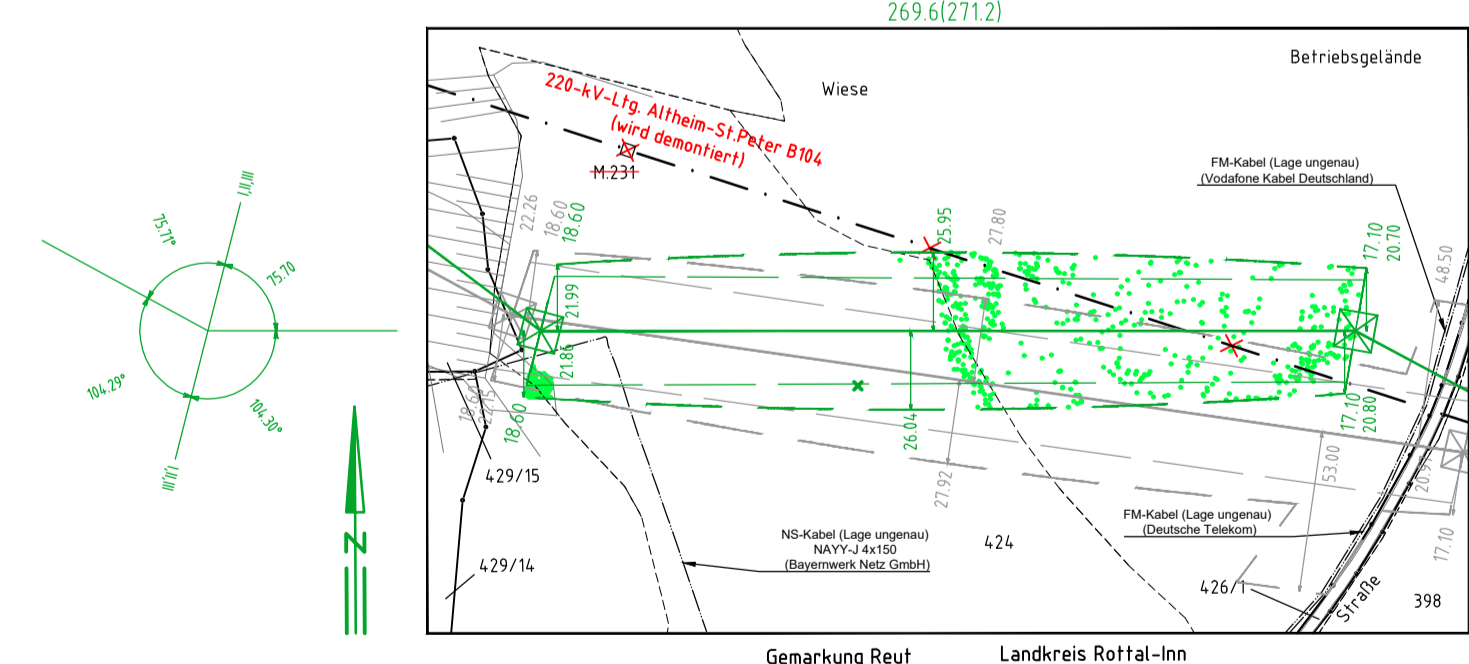 269.6(271.2)
Betriebsgelände
Wiese
220-kV-Ltg. Altheim-St.Peter B104
(wird demontiert)
M.231
FM-Kabel (Lage ungenau)
(Vodafone Kabel Deutschland)
I,II,III
75.71°
75.70
104.29°
104.30°
III',II',I'
N
22.26
18.60
18.60
25.95
27.80
17.10
20.70
48.50
21.99
21.86
18.60
26.04
17.10
20.80
27.92
53.00
17.10
429/15
429/14
NS-Kabel (Lage ungenau)
NAYY-J 4x150
(Bayernwerk Netz GmbH)
424
FM-Kabel (Lage ungenau)
(Deutsche Telekom)
426/1
Straße
398
Gemarkung Reut
Landkreis Rottal-Inn